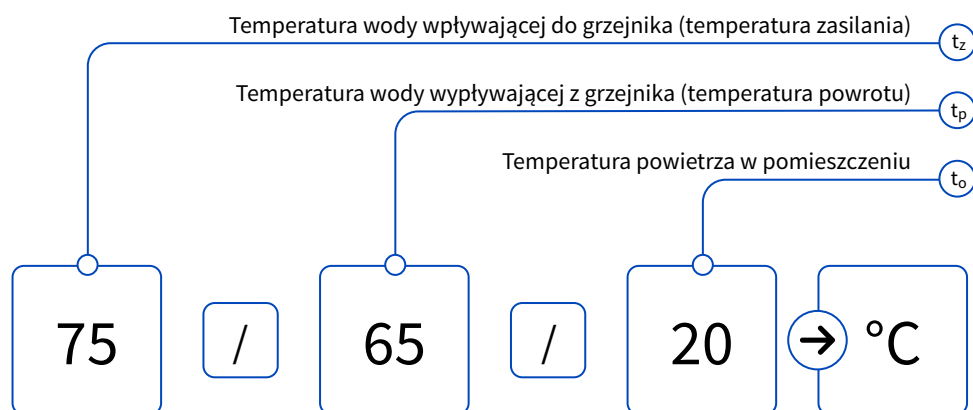 Temperatura wody wpływającej do grzejnika (temperatura zasilania)
tz
Temperatura wody wypływającej z grzejnika (temperatura powrotu)
tp
Temperatura powietrza w pomieszczeniu
to
75 / 65 / 20 → °C